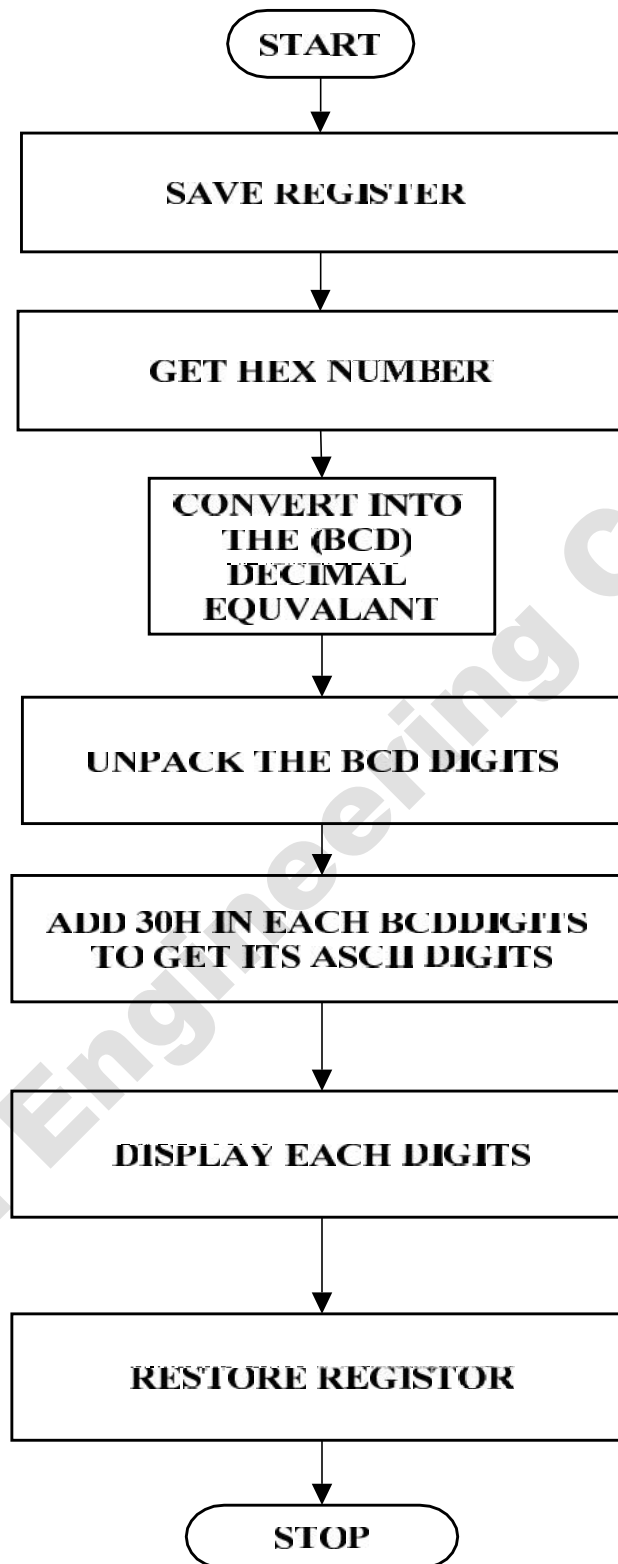 START
SAVE REGISTER
GET HEX NUMBER
CONVERT INTO
THE (BCD)
DECIMAL
EQUVALANT
UNPACK THE BCD DIGITS
ADD 30H IN EACH BCDDIGITS
TO GET ITS ASCII DIGITS
DISPLAY EACH DIGITS
RESTORE REGISTOR
STOP
Engineering